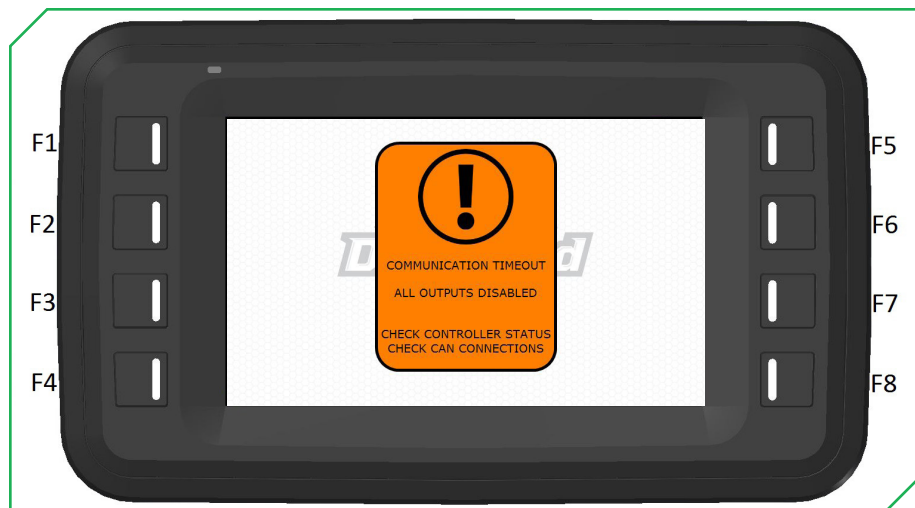 F1
F5
F2
F6
COMMUNICATION TIMEOUT
ALL OUTPUTS DISABLED
F3
F7
CHECK CONTROLLER STATUS
CHECK CAN CONNECTIONS
F4
F8